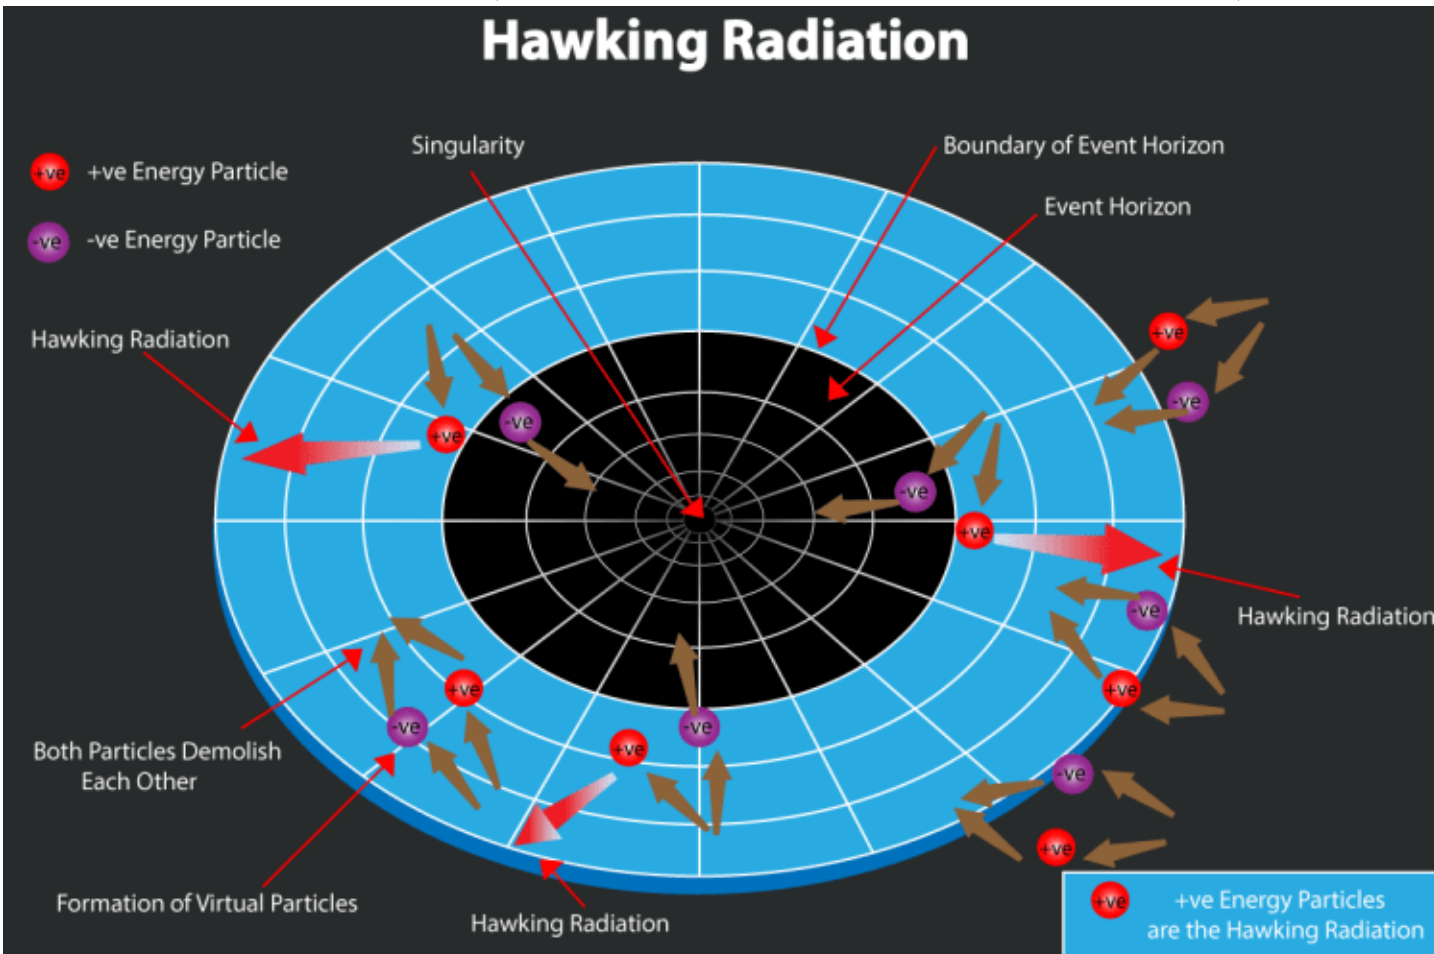 Hawking Radiation
Singularity
Boundary of Event Horizon
+ve +ve Energy Particle
Event Horizon
-ve -ve Energy Particle
Hawking Radiation
+ve
-ve
-ve
+ve
-ve
+ve
-ve
Hawking Radiation
+ve
+ve
-ve
-ve
+ve
Both Particles Demolish
Each Other
-ve
+ve
Formation of Virtual Particles
Hawking Radiation
+ve +ve Energy Particles
are the Hawking Radiation